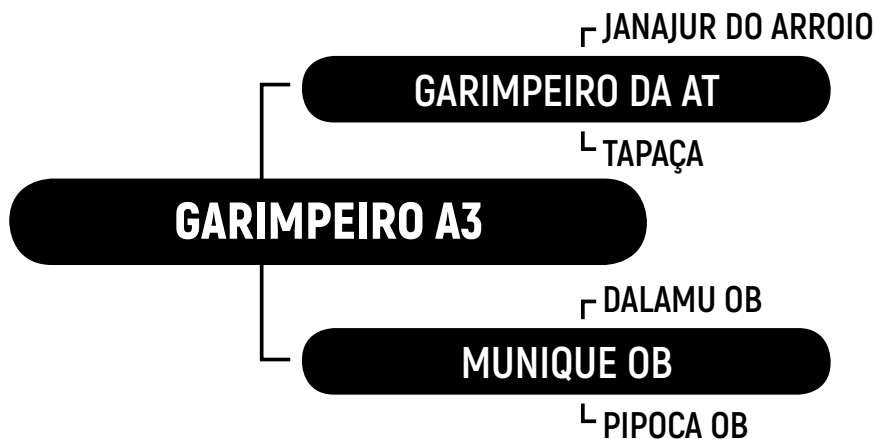 JANAJUR DO ARROIO
GARIMPEIRO DA AT
TAPAÇA
GARIMPEIRO A3
DALAMU OB
MUNIQUE OB
PIPOCA OB